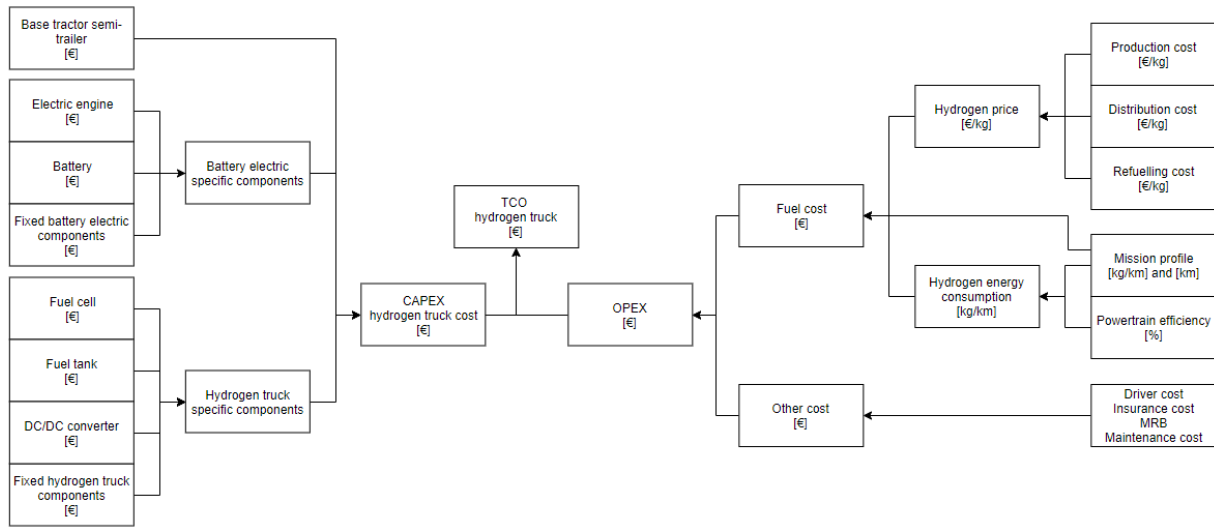 Base tractor semi-
trailer
[€]
Electric engine
[€]
Battery
[€]
Fixed battery electric
components
[€]
Battery electric
specific components
Fuel cell
[€]
Fuel tank
[€]
DC/DC converter
[€]
Fixed hydrogen truck
components
[€]
Hydrogen truck
specific components
CAPEX
hydrogen truck cost
[€]
TCO
hydrogen truck
[€]
OPEX
[€]
Fuel cost
[€]
Other cost
[€]
Hydrogen price
[€/kg]
Hydrogen energy
consumption
[kg/km]
Production cost
[€/kg]
Distribution cost
[€/kg]
Refuelling cost
[€/kg]
Mission profile
[kg/km] and [km]
Powertrain efficiency
[%]
Driver cost
Insurance cost
MRB
Maintenance cost